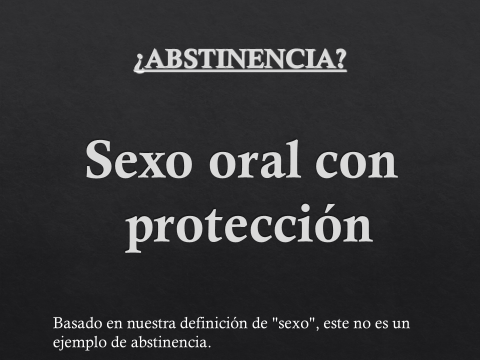 ¿ABSTINENCIA?
Sexo oral con
protección
Basado en nuestra definición de "sexo", este no es un
ejemplo de abstinencia.